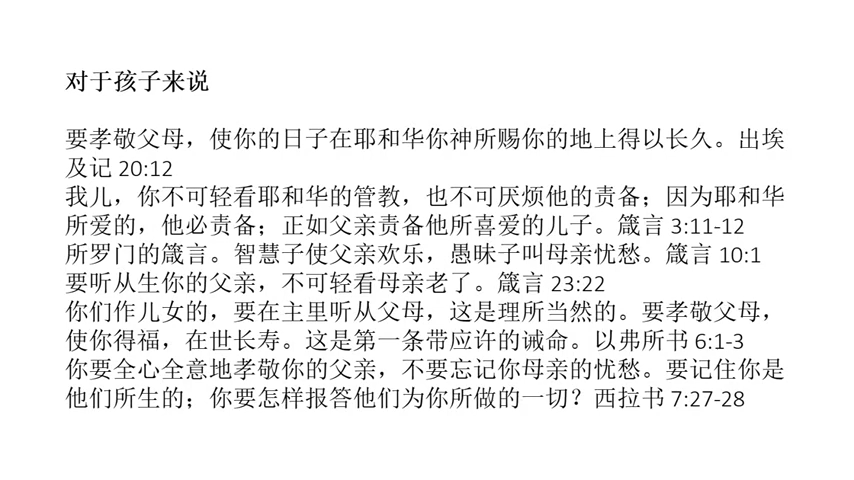 对于孩子来说
要孝敬父母，使你的日子在耶和华你神所赐你的地上得以长久。出埃
及记 20:12
我儿，你不可轻看耶和华的管教，也不可厌烦他的责备；因为耶和华
所爱的，他必责备；正如父亲责备他所喜爱的儿子。箴言 3:11-12
所罗门的箴言。智慧子使父亲欢乐，愚昧子叫母亲忧愁。箴言 10:1
要听从生你的父亲，不可轻看母亲老了。箴言 23:22
你们作儿女的，要在主里听从父母，这是理所当然的。要孝敬父母，
使你得福，在世长寿。这是第一条带应许的诫命。以弗所书 6:1-3
你要全心全意地孝敬你的父亲，不要忘记你母亲的忧愁。要记住你是
他们所生的；你要怎样报答他们为你所做的一切？西拉书 7:27-28